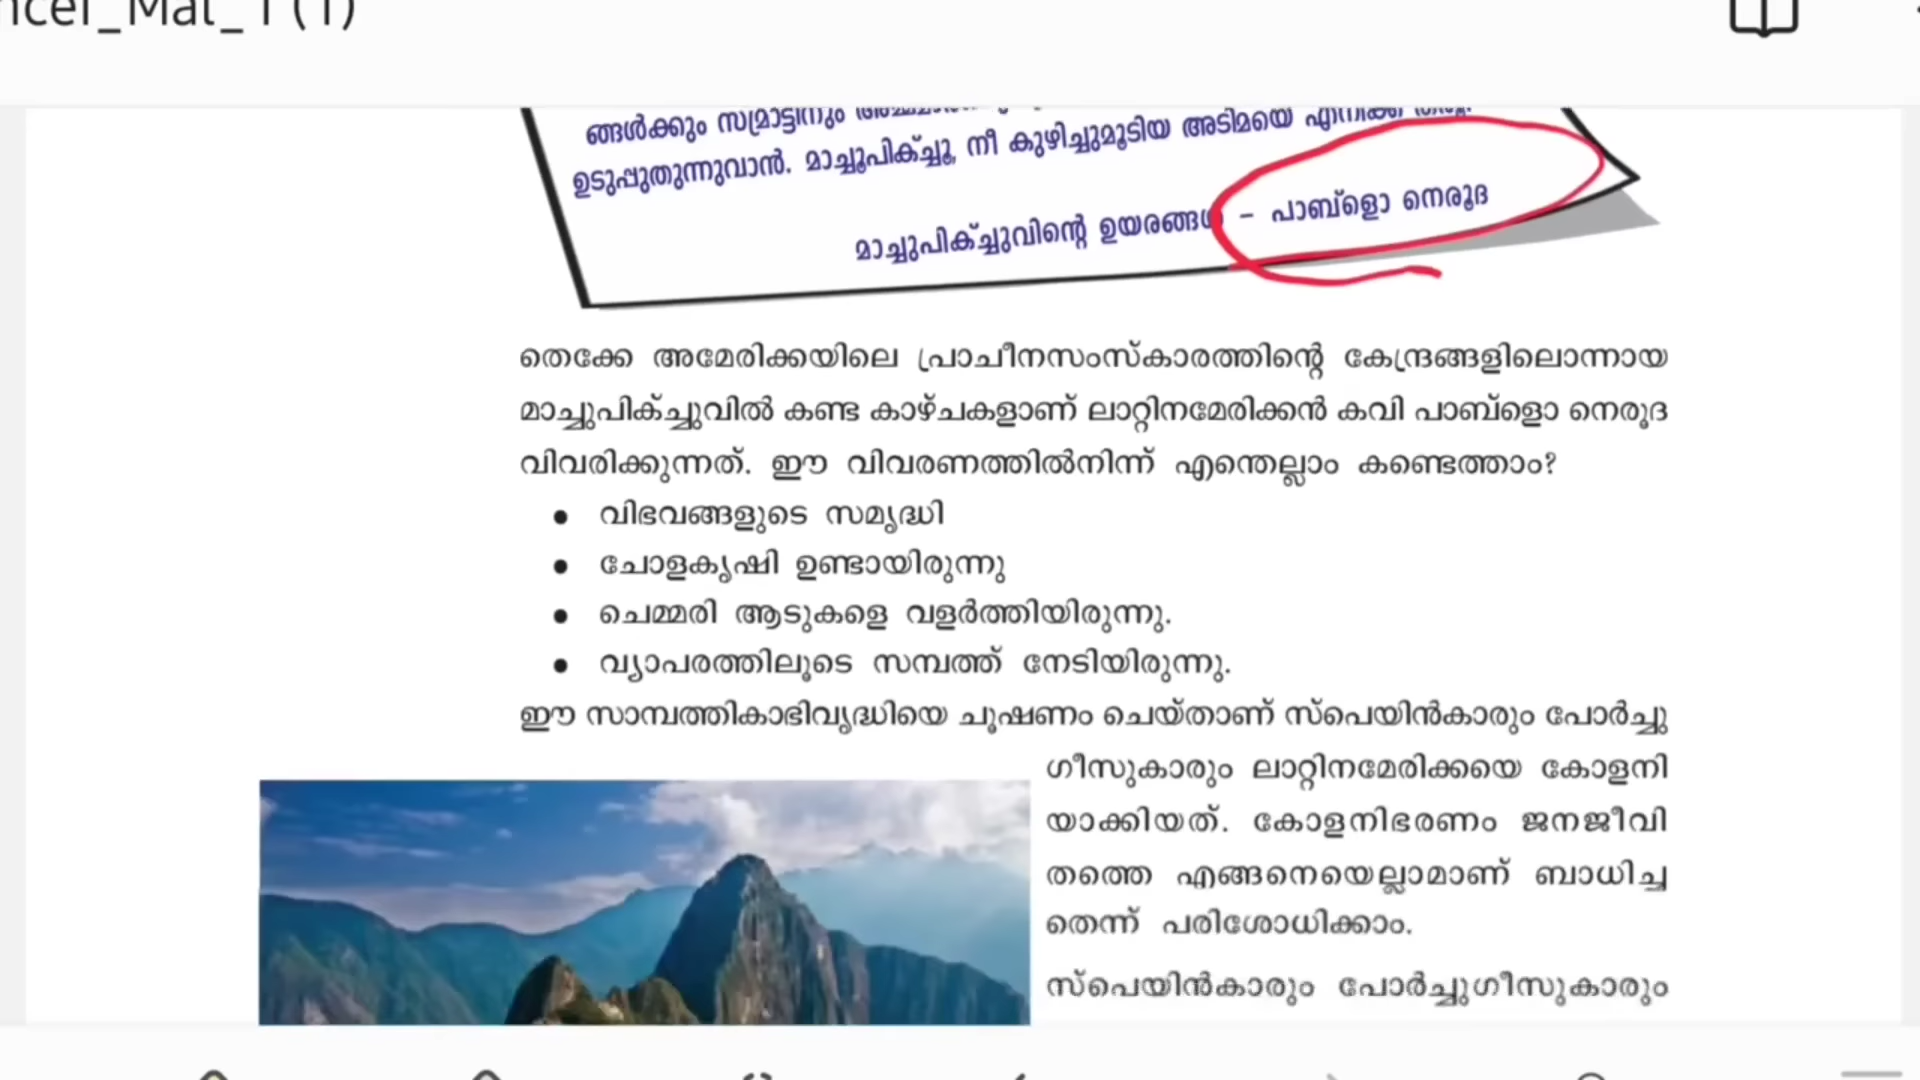 ങ്ങൾക്കും സമ്രാട്ടിനും
ഉടുപ്പുതുന്നുവാൻ. മാച്ചൂപിക്ച്ചൂ, നീ കുഴിച്ചുമൂടിയ അടിമയെ എനിക്ക് തരൂ.
മാച്ചുപിക്ച്ചുവിന്റെ ഉയരങ്ങൾ – പാബ്ളൊ നെരൂദ
തെക്കേ അമേരിക്കയിലെ പ്രാചീനസംസ്കാരത്തിന്റെ കേന്ദ്രങ്ങളിലൊന്നായ
മാച്ചുപിക്ച്ചുവിൽ കണ്ട കാഴ്ചകളാണ് ലാറ്റിനമേരിക്കൻ കവി പാബ്ളൊ നെരൂദ
വിവരിക്കുന്നത്. ഈ വിവരണത്തിൽനിന്ന് എന്തെല്ലാം കണ്ടെത്താം?
• വിഭവങ്ങളുടെ സമൃദ്ധി
• ചോളകൃഷി ഉണ്ടായിരുന്നു
• ചെമ്മരി ആടുകളെ വളർത്തിയിരുന്നു.
• വ്യാപരത്തിലൂടെ സമ്പത്ത് നേടിയിരുന്നു.
ഈ സാമ്പത്തികാഭിവൃദ്ധിയെ ചൂഷണം ചെയ്താണ് സ്പെയിൻകാരും പോർച്ചു
ഗീസുകാരും ലാറ്റിനമേരിക്കയെ കോളനി
യാക്കിയത്. കോളനിഭരണം ജനജീവി
തത്തെ എങ്ങനെയെല്ലാമാണ് ബാധിച്ച
തെന്ന് പരിശോധിക്കാം.
സ്പെയിൻകാരും പോർച്ചുഗീസുകാരും